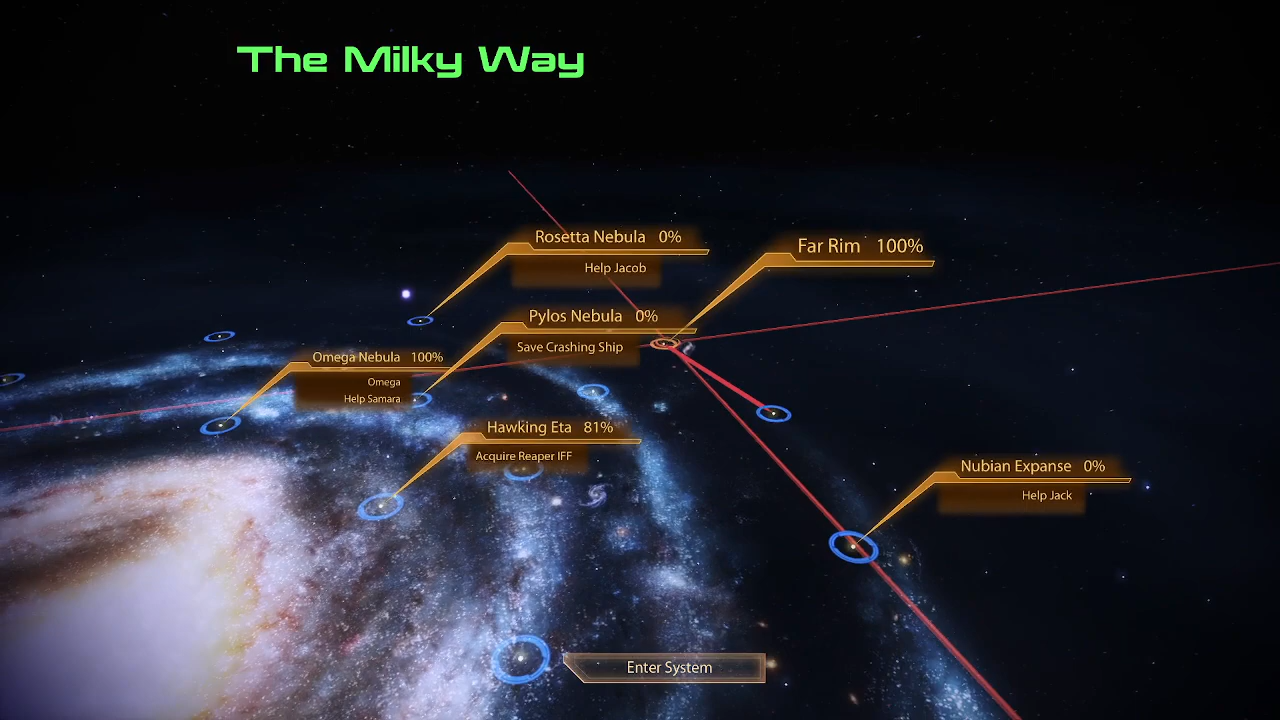 The Milky Way
Rosetta Nebula 0%
Help Jacob
Far Rim 100%
Pylos Nebula 0%
Save Crashing Ship
Omega Nebula 100%
Omega
Help Samara
Hawking Eta 81%
Acquire Reaper IFF
Nubian Expanse 0%
Help Jack
Enter System